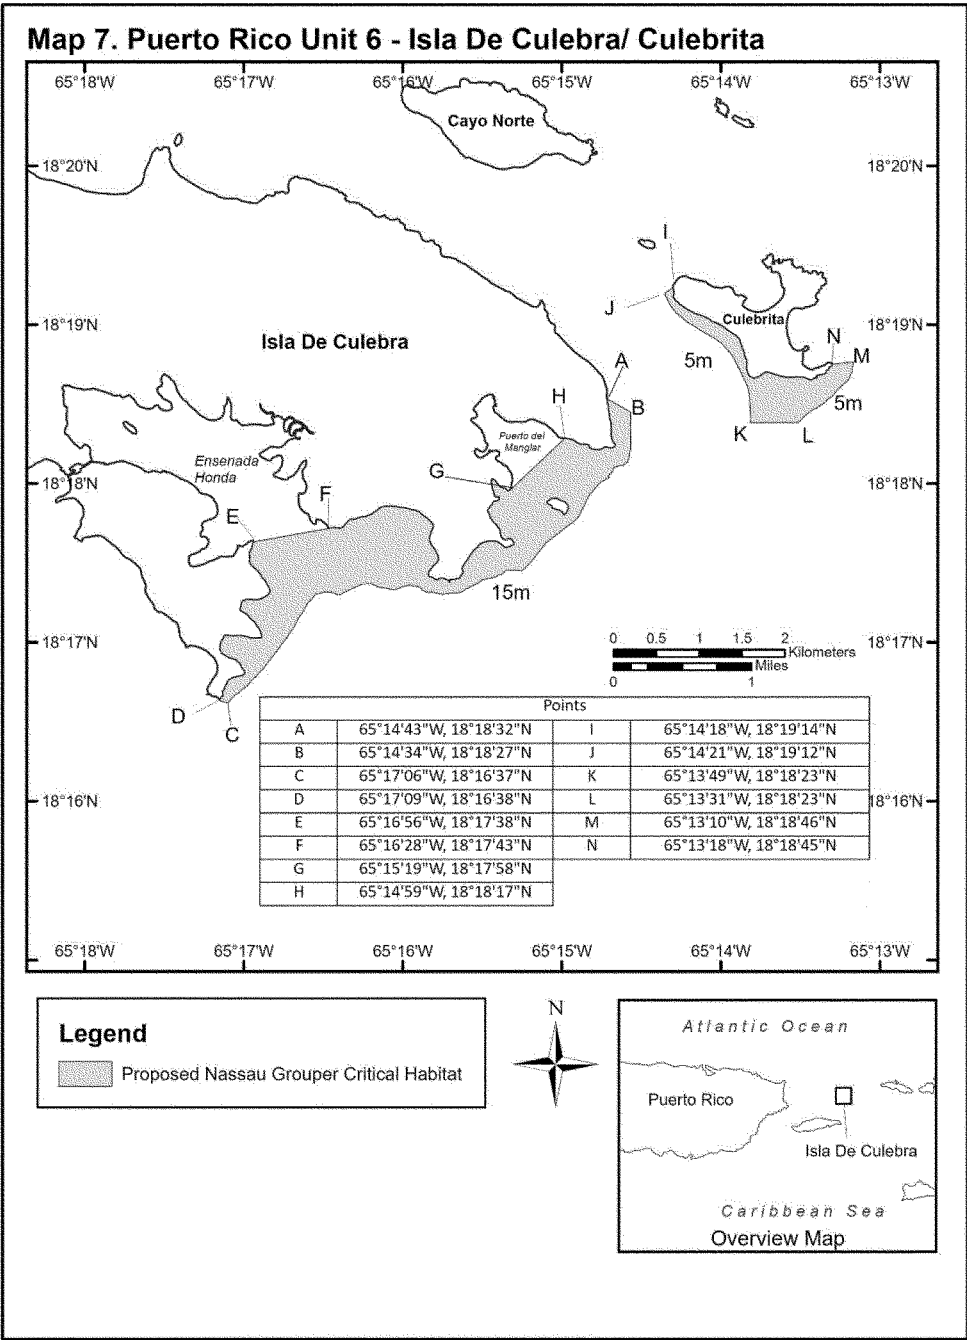 Map 7. Puerto Rico Unit 6 - Isla De Culebra/ Culebrita
65°18'W 65°17'W 65°16'W 65°15'W 65°14'W 65°13'W
Cayo Norte
18°20'N 18°20'N
I
J
18°19'N 18°19'N
Culebrita
Isla De Culebra
N
M
A
5m
H
B
5m
K
L
Puerto del
Manglar
Ensenada
Honda
G
18°18'N 18°18'N
F
E
15m
18°17'N 18°17'N
0 0.5 1 1.5 2
Kilometers
Miles
0 1
D
C
Points
A 65°14'43"W, 18°18'32"N I 65°14'18"W, 18°19'14"N
B 65°14'34"W, 18°18'27"N J 65°14'21"W, 18°19'12"N
C 65°17'06"W, 18°16'37"N K 65°13'49"W, 18°18'23"N
D 65°17'09"W, 18°16'38"N L 65°13'31"W, 18°18'23"N
E 65°16'56"W, 18°17'38"N M 65°13'10"W, 18°18'46"N
F 65°16'28"W, 18°17'43"N N 65°13'18"W, 18°18'45"N
G 65°15'19"W, 18°17'58"N
H 65°14'59"W, 18°18'17"N
18°16'N 18°16'N
65°18'W 65°17'W 65°16'W 65°15'W 65°14'W 65°13'W
Legend
Proposed Nassau Grouper Critical Habitat
N
Atlantic Ocean
Puerto Rico
Isla De Culebra
Caribbean Sea
Overview Map